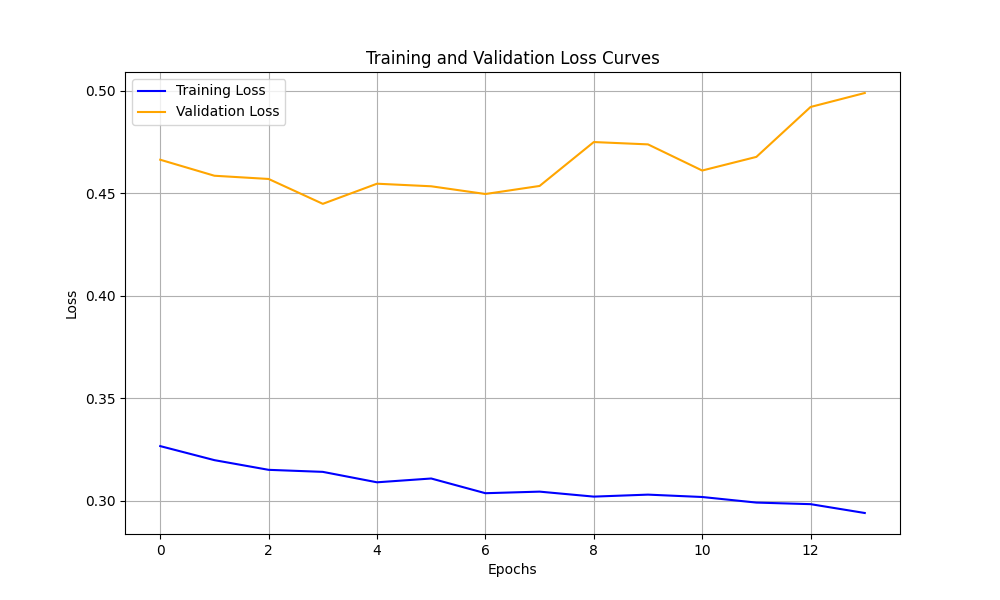 Training and Validation Loss Curves
Training Loss
Validation Loss
0.50
0.45
0.40
0.35
0.30
Loss
0 2 4 6 8 10 12
Epochs